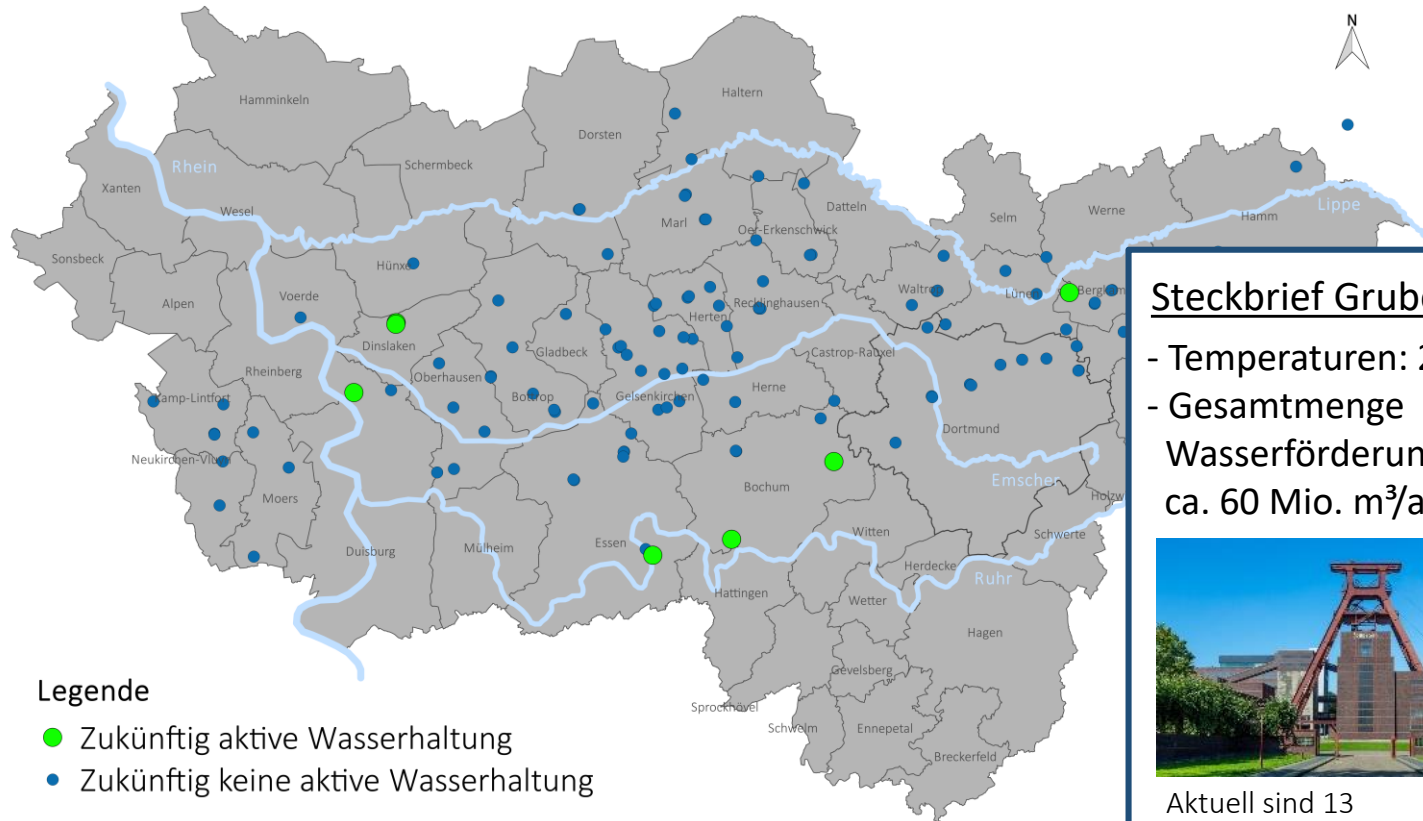 N
Hamminkeln
Haltern
Dorsten
Rhein
Schermbeck
Xanten
Wesel
Marl
Datteln
Selm
Werne
Hamm
Lippe
Oer-Erkenschwick
Sonsbeck
Hünxe
Alpen
Voerde
Waltrop
Recklinghausen
Herten
Dinslaken
Gladbeck
Castrop-Rauxel
Rheinberg
Oberhausen
Kamp-Lintfort
Bottrop
Gelsenkirchen
Herne
Dortmund
Neukirchen-Vluyn
Moers
Bochum
Emscher
Duisburg
Mülheim
Essen
Witten
Schwerte
Herdecke
Ruhr
Hattingen
Wetter
Hagen
Gevelsberg
Sprockhövel
Schwelm
Ennepetal
Breckerfeld
Legende
Zukünftig aktive Wasserhaltung
Zukünftig keine aktive Wasserhaltung
Steckbrief Grube
- Temperaturen: 2
- Gesamtmenge
Wasserförderun
ca. 60 Mio. m³/a
Aktuell sind 13